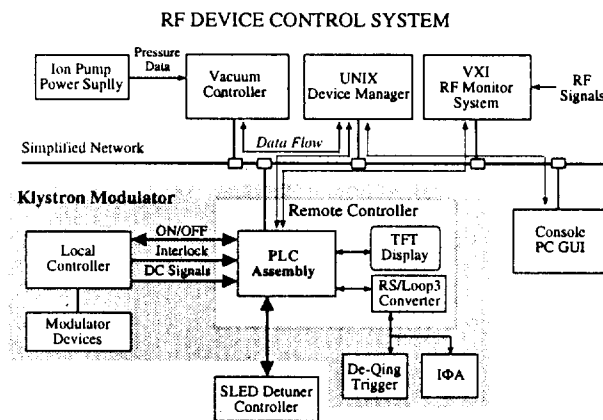 RF DEVICE CONTROL SYSTEM
Ion Pump
Power Suplly
Pressure
Data
Vacuum
Controller
UNIX
Device Manager
VXI
RF Monitor
System
RF
Signals
Data Flow
Simplified Network
Klystron Modulator
Remote Controller
Local
Controller
ON/OFF
Interlock
DC Signals
PLC
Assembly
TFT
Display
Console
PC GUI
RS/Loop3
Converter
Modulator
Devices
De-Qing
Trigger
IΦA
SLED Detuner
Controller